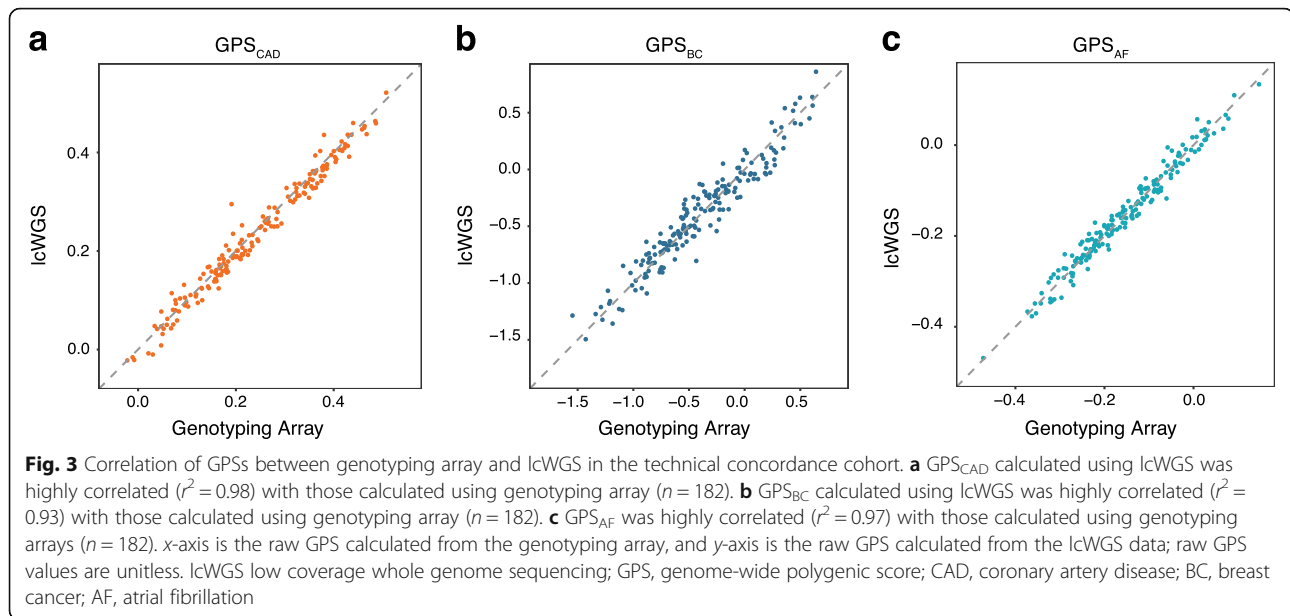 a
GPS_CAD
lcWGS
0.4
0.2
0.0
0.0 0.2 0.4
Genotyping Array
b
GPS_BC
lcWGS
0.5
0.0
−0.5
−1.0
−1.5
−1.5 −1.0 −0.5 0.0 0.5
Genotyping Array
c
GPS_AF
lcWGS
0.0
−0.2
−0.4
−0.4 −0.2 0.0
Genotyping Array
Fig. 3 Correlation of GPSs between genotyping array and lcWGS in the technical concordance cohort. a GPS_CAD calculated using lcWGS was
highly correlated (r² = 0.98) with those calculated using genotyping array (n = 182). b GPS_BC calculated using lcWGS was highly correlated (r² =
0.93) with those calculated using genotyping array (n = 182). c GPS_AF was highly correlated (r² = 0.97) with those calculated using genotyping
arrays (n = 182). x-axis is the raw GPS calculated from the genotyping array, and y-axis is the raw GPS calculated from the lcWGS data; raw GPS
values are unitless. lcWGS low coverage whole genome sequencing; GPS, genome-wide polygenic score; CAD, coronary artery disease; BC, breast
cancer; AF, atrial fibrillation